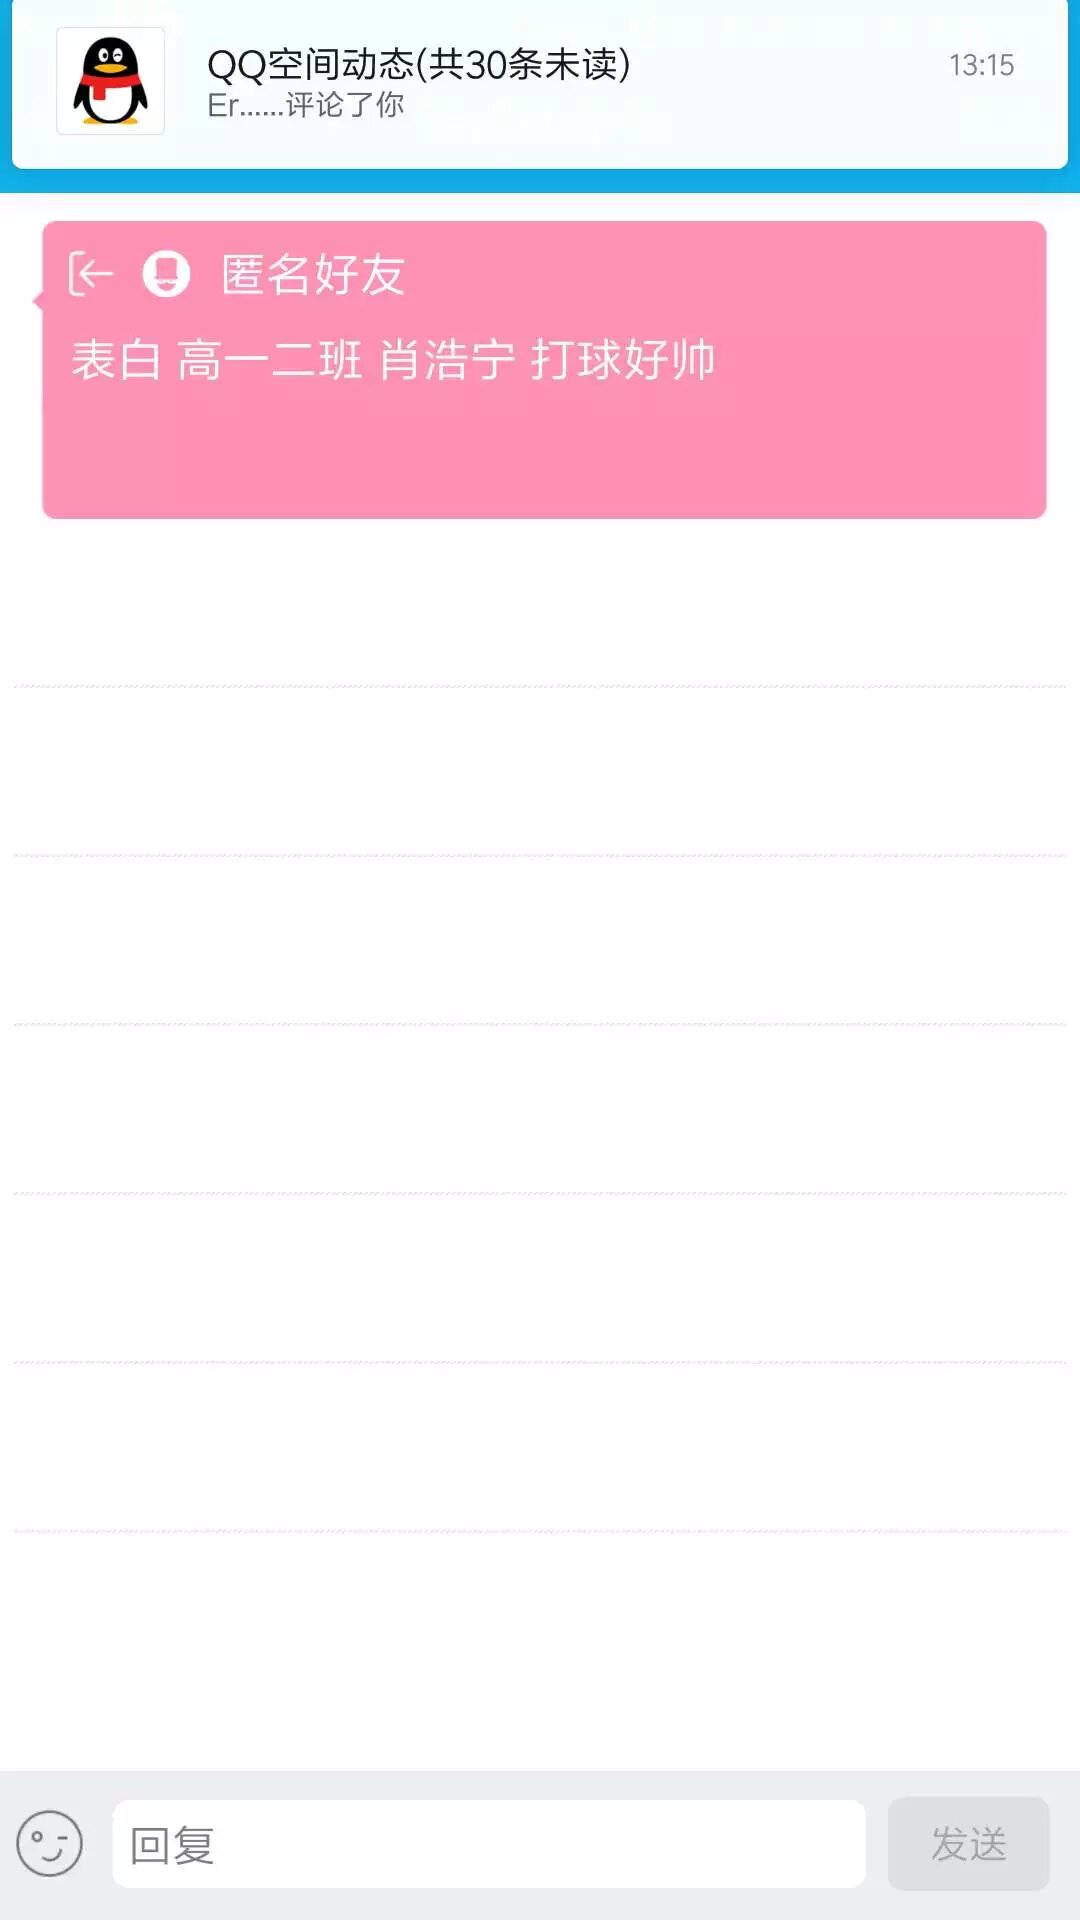 QQ空间动态(共30条未读)
13:15
Er......评论了你
匿名好友
表白 高一二班 肖浩宁 打球好帅
回复
发送